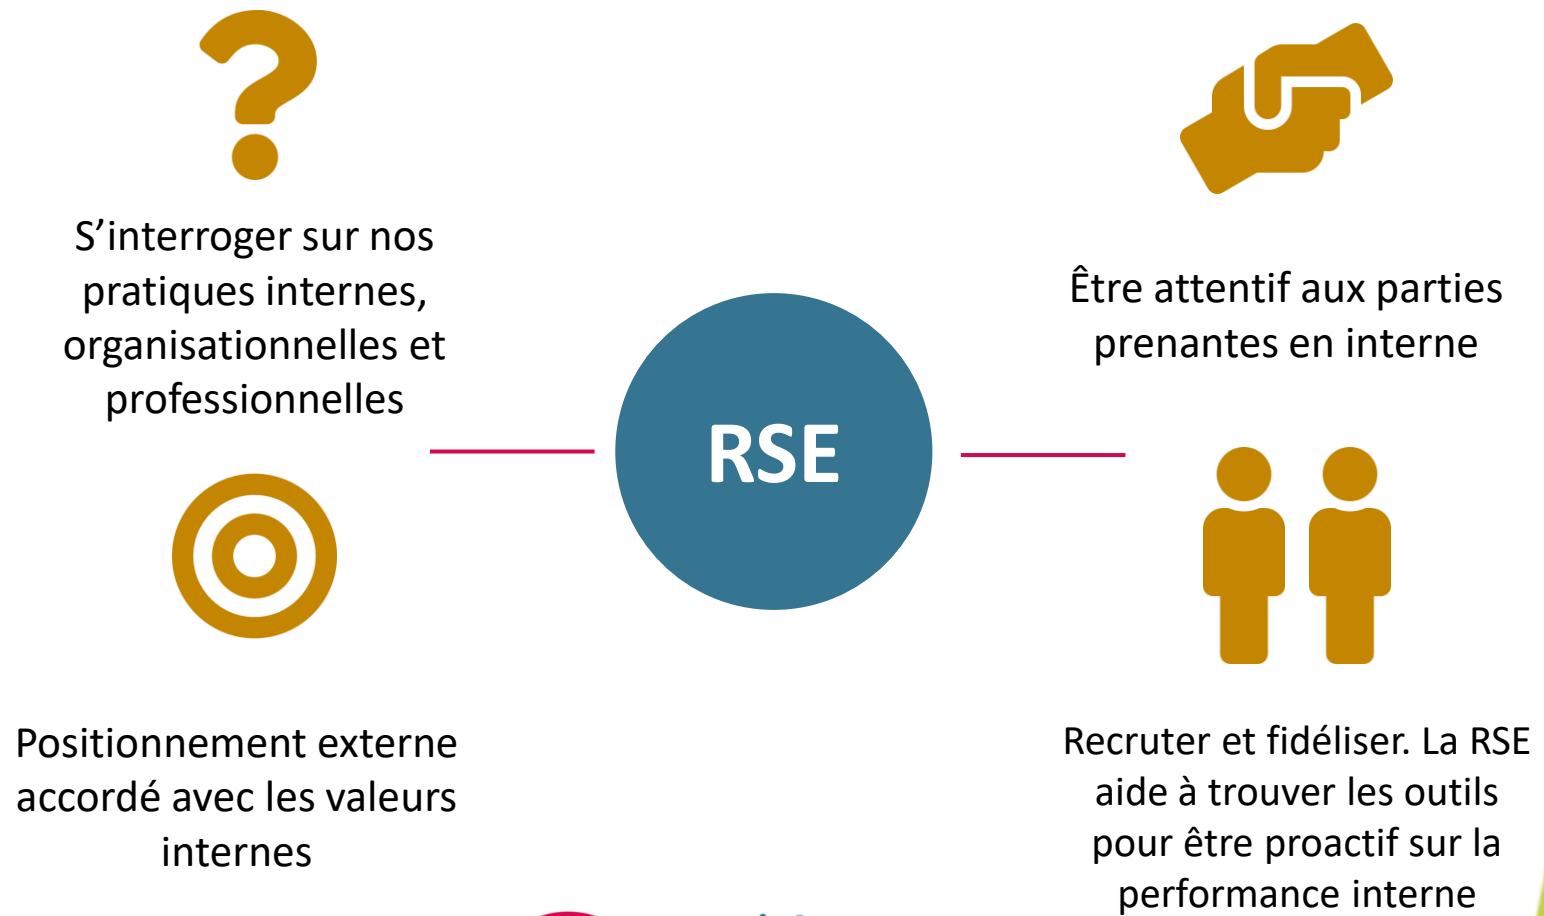 S’interroger sur nos
pratiques internes,
organisationnelles et
professionnelles
Être attentif aux parties
prenantes en interne
RSE
Positionnement externe
accordé avec les valeurs
internes
Recruter et fidéliser. La RSE
aide à trouver les outils
pour être proactif sur la
performance interne